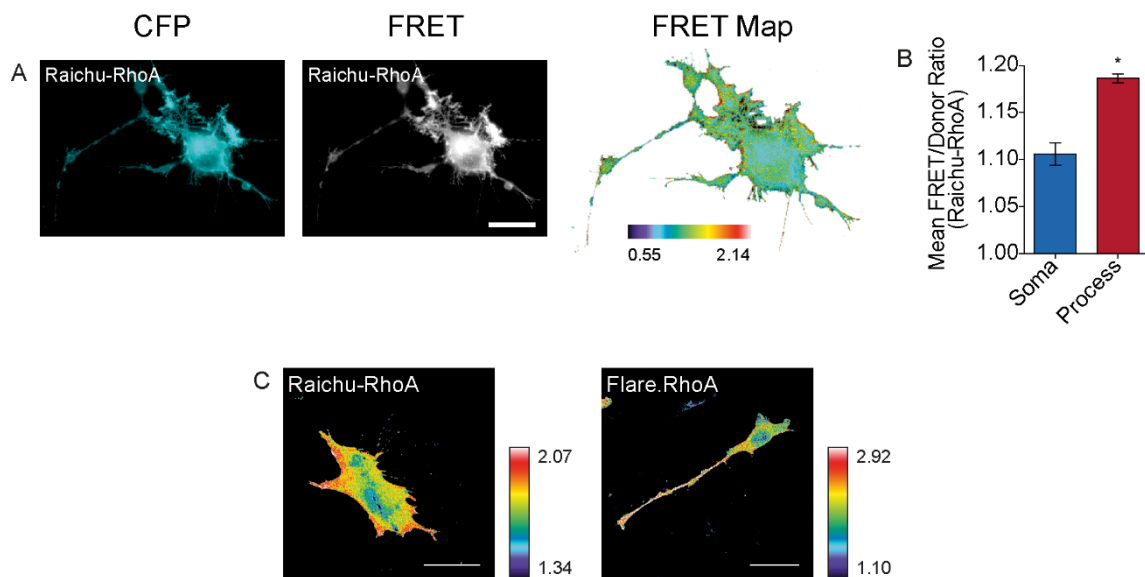 CFP
FRET
FRET Map
A
Raichu-RhoA
Raichu-RhoA
0.55
2.14
B
Mean FRET/Donor Ratio
(Raichu-RhoA)
1.20
1.15
1.10
1.05
1.00
*
Soma
Process
C
Raichu-RhoA
2.07
1.34
Flare.RhoA
2.92
1.10